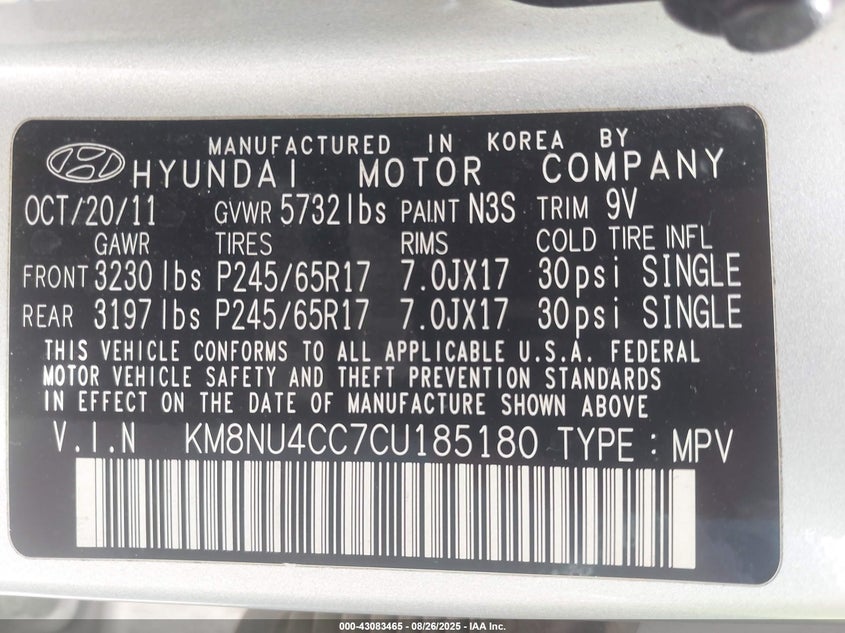 MANUFACTURED IN KOREA BY
HYUNDAI MOTOR COMPANY
OCT/20/11 GVWR 5732lbs PAINT N3S TRIM 9V
GAWR TIRES RIMS COLD TIRE INFL
FRONT 3230lbs P245/65R17 7.0JX17 30psi SINGLE
REAR 3197lbs P245/65R17 7.0JX17 30psi SINGLE
THIS VEHICLE CONFORMS TO ALL APPLICABLE U.S.A. FEDERAL
MOTOR VEHICLE SAFETY AND THEFT PREVENTION STANDARDS
IN EFFECT ON THE DATE OF MANUFACTURE SHOWN ABOVE
V.I.N KM8NU4CC7CU185180 TYPE: MPV
000-43083465 - 08/26/2025 - IAA Inc.